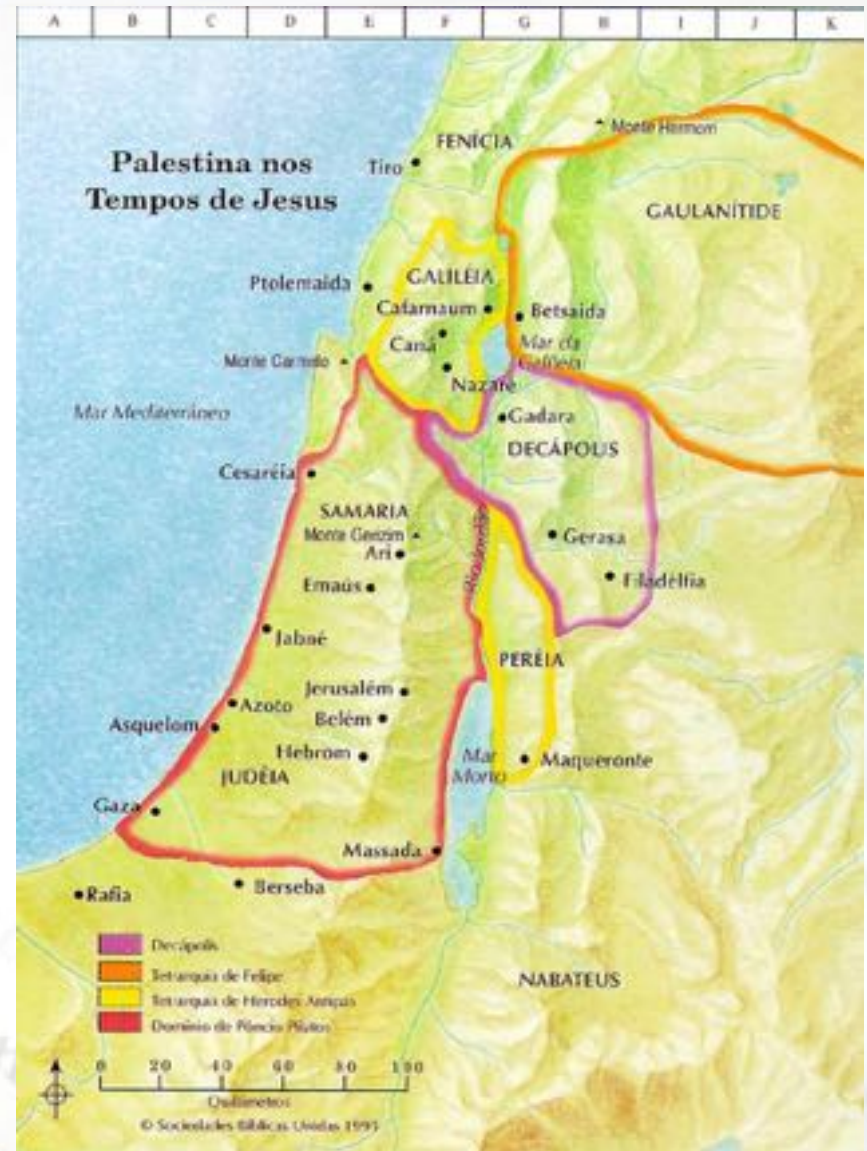 A B C D E F G H I J K
Palestina nos
Tempos de Jesus
FENÍCIA
Monte Hermom
Tiro
GAULANÍTIDE
Ptolemaida
GALILÉIA
Cafarnaum
Betsaida
Caná
Mar da
Galiléia
Monte Carmelo
Nazaré
Mar Mediterrâneo
Gadara
DECÁPOLIS
Cesaréia
SAMARIA
Monte Gerizim
Ari
Gerasa
Emaús
Filadélfia
Jabné
PERÉIA
Jerusalém
Azoto
Belém
Asquelom
Hebrom
Mar
Morto
Maqueronte
JUDÉIA
Gaza
Massada
Berseba
Rafia
Decápolis
Tetrarquia de Felipe
Tetrarquia de Herodes Antipas
Domínio de Pôncio Pilatos
NABATEUS
0 20 40 60 80 100
Quilômetros
© Sociedades Bíblicas Unidas 1995